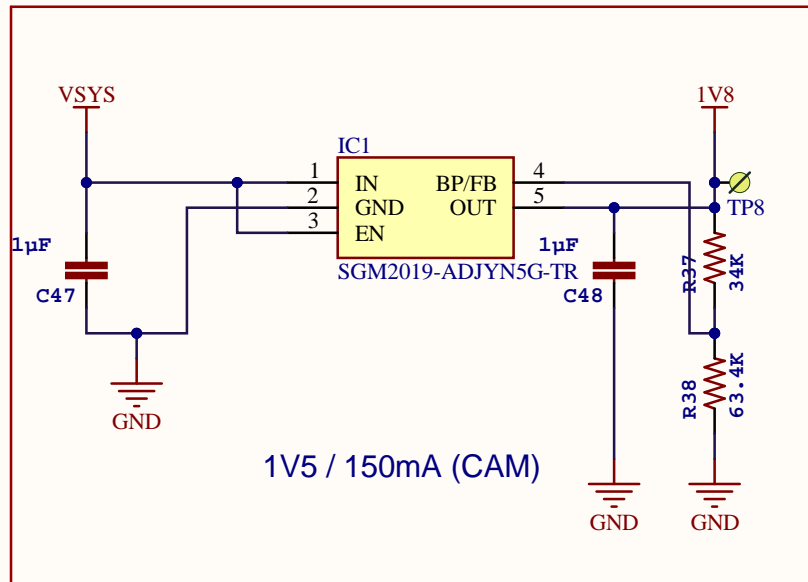 VSYS
1V8
IC1
1
IN
BP/FB
4
2
GND
OUT
5
3
EN
TP8
1µF
C47
SGM2019-ADJYN5G-TR
1µF
C48
R37
34K
R38
63.4K
GND
1V5 / 150mA (CAM)
GND
GND